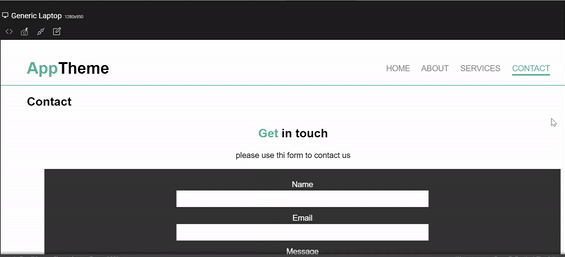 Generic Laptop 1280x950
AppTheme
HOME ABOUT SERVICES CONTACT
Contact
Get in touch
please use thi form to contact us
Name
Email
Message